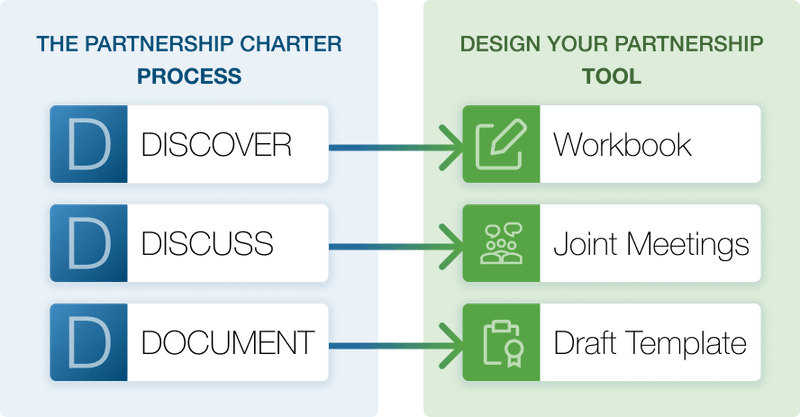 THE PARTNERSHIP CHARTER
PROCESS
D DISCOVER
D DISCUSS
D DOCUMENT
DESIGN YOUR PARTNERSHIP
TOOL
Workbook
Joint Meetings
Draft Template